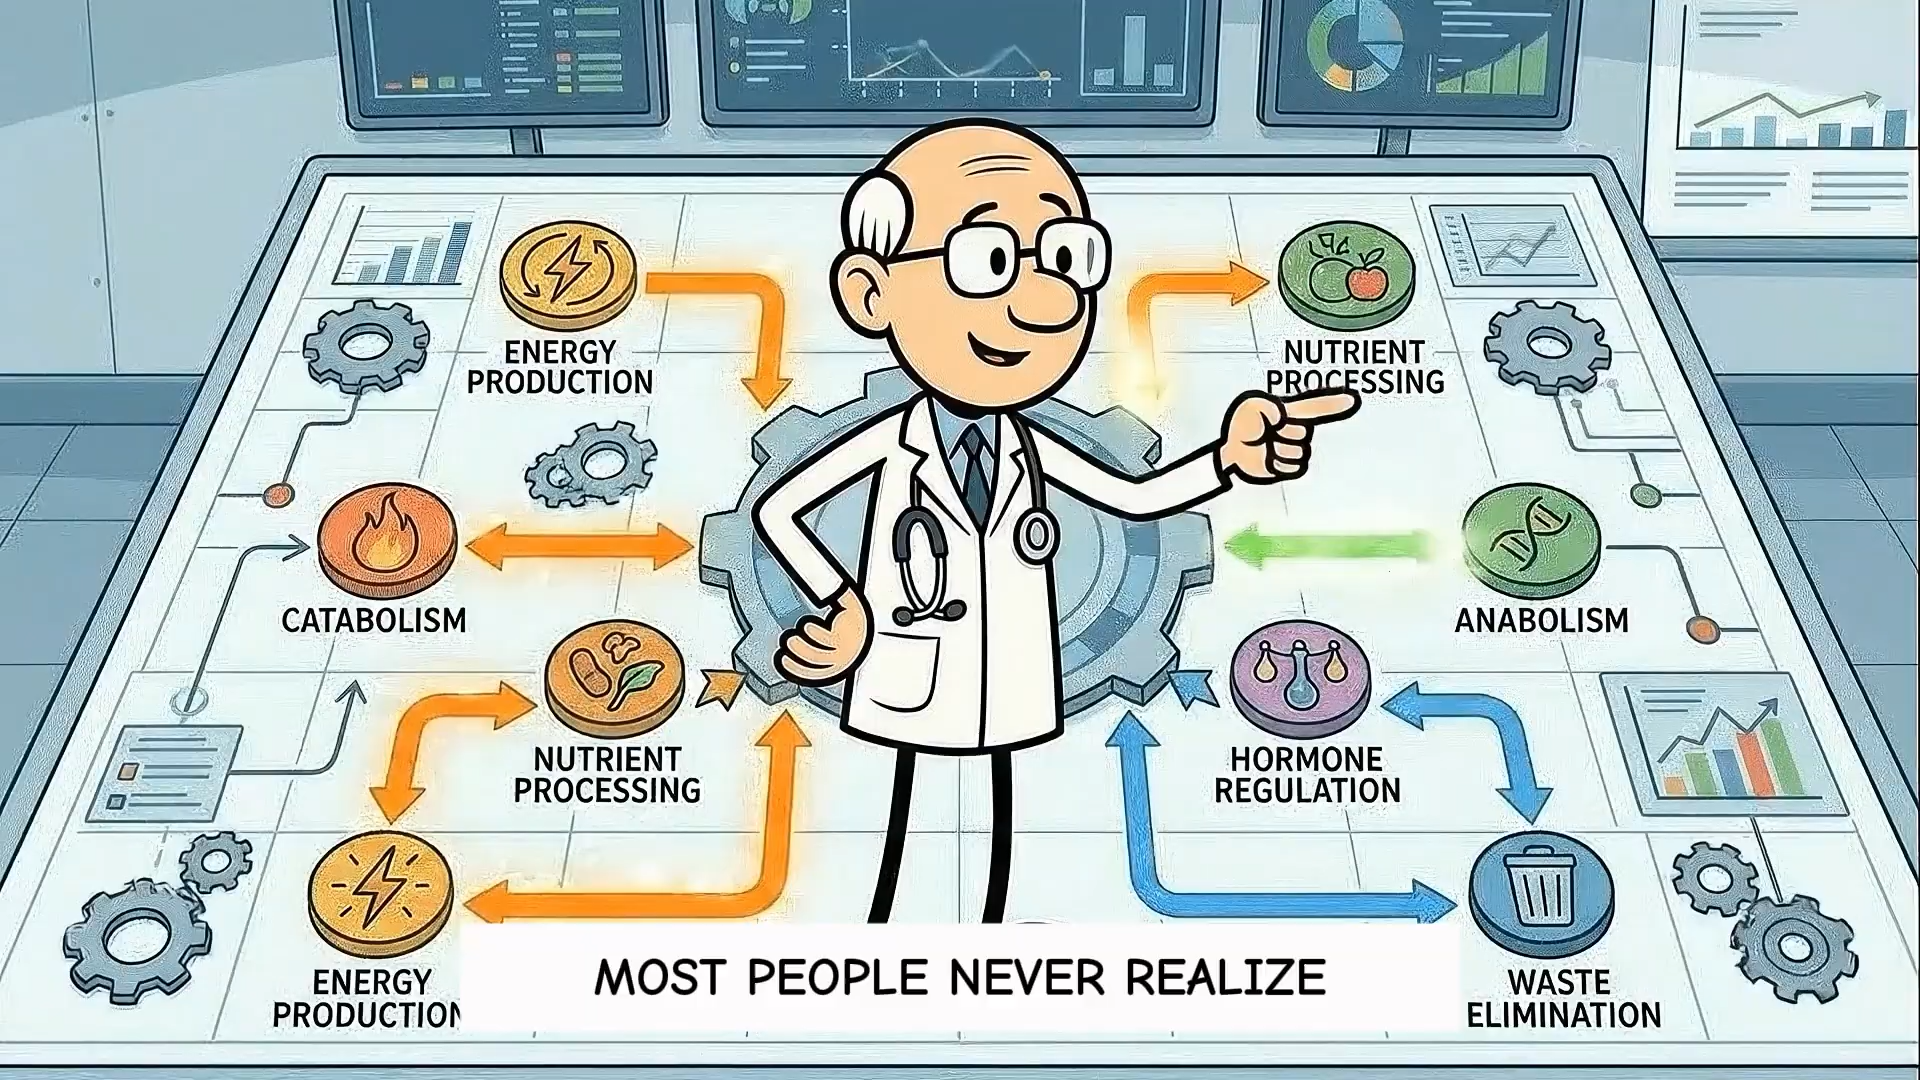 ENERGY
PRODUCTION
NUTRIENT
PROCESSING
CATABOLISM
ANABOLISM
NUTRIENT
PROCESSING
HORMONE
REGULATION
ENERGY
PRODUCTION
WASTE
ELIMINATION
MOST PEOPLE NEVER REALIZE